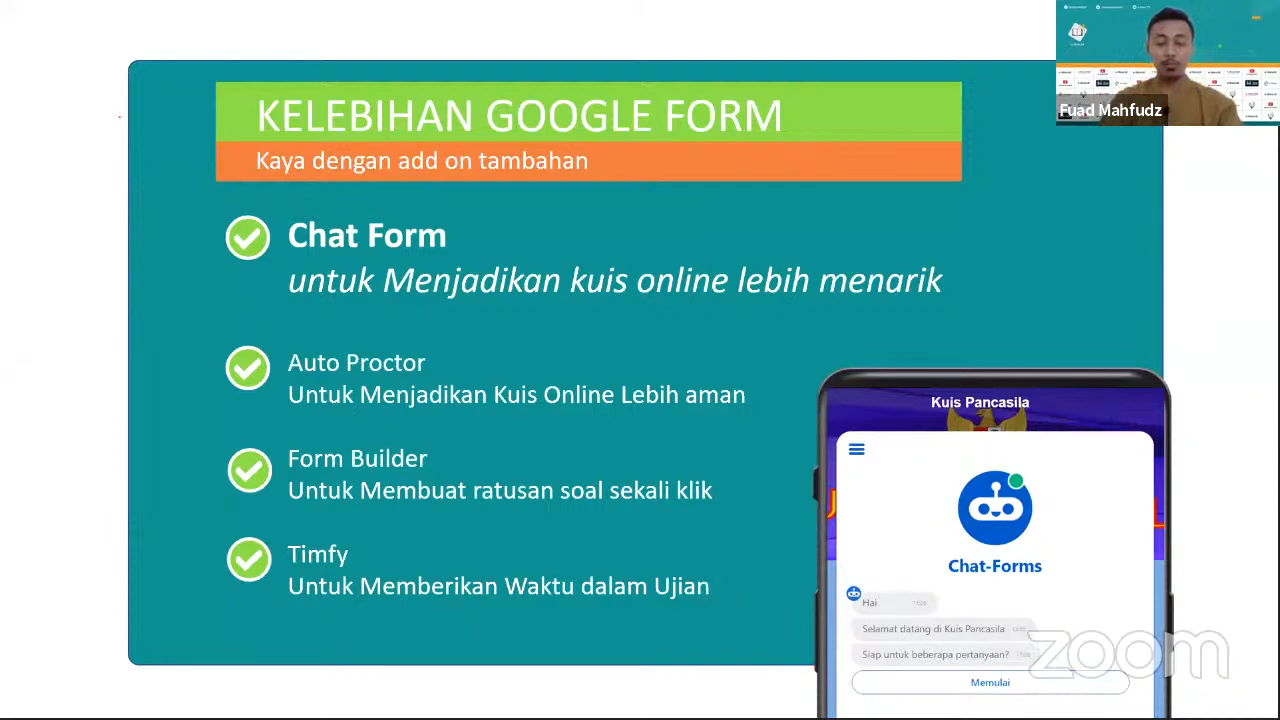 KELEBIHAN GOOGLE FORM
Kaya dengan add on tambahan
Chat Form
untuk Menjadikan kuis online lebih menarik
Auto Proctor
Untuk Menjadikan Kuis Online Lebih aman
Form Builder
Untuk Membuat ratusan soal sekali klik
Timfy
Untuk Memberikan Waktu dalam Ujian
Fuad Mahfudz
Kuis Pancasila
Chat-Forms
Hai
Selamat datang di Kuis Pancasila
Siap untuk beberapa pertanyaan?
Memulai
zoom